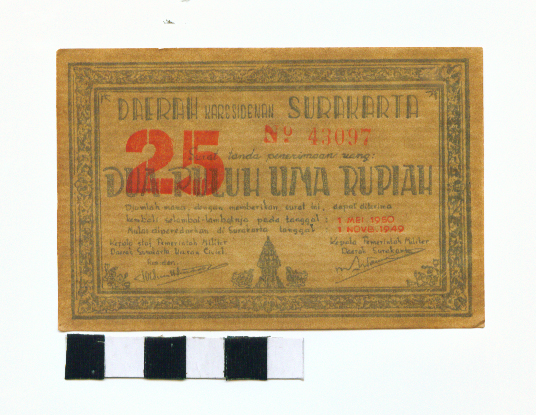 DAERAH KARESIDENAN SURAKARTA
Nº 43097
25
tanda penerimaan uang:
DUA PULUH LIMA RUPIAH
Djumlah mana dengan memberikan surat ini, dapat diterima
kembali selambat-lambatnja pada tanggal : 1 MEI. 1950
Mulai diperedarkan di Surakarta tanggal : 1 NOVB. 1949
Kepala staf Pemerintah Militer
Kepala Pemerintah Militer
Daerah Surakarta